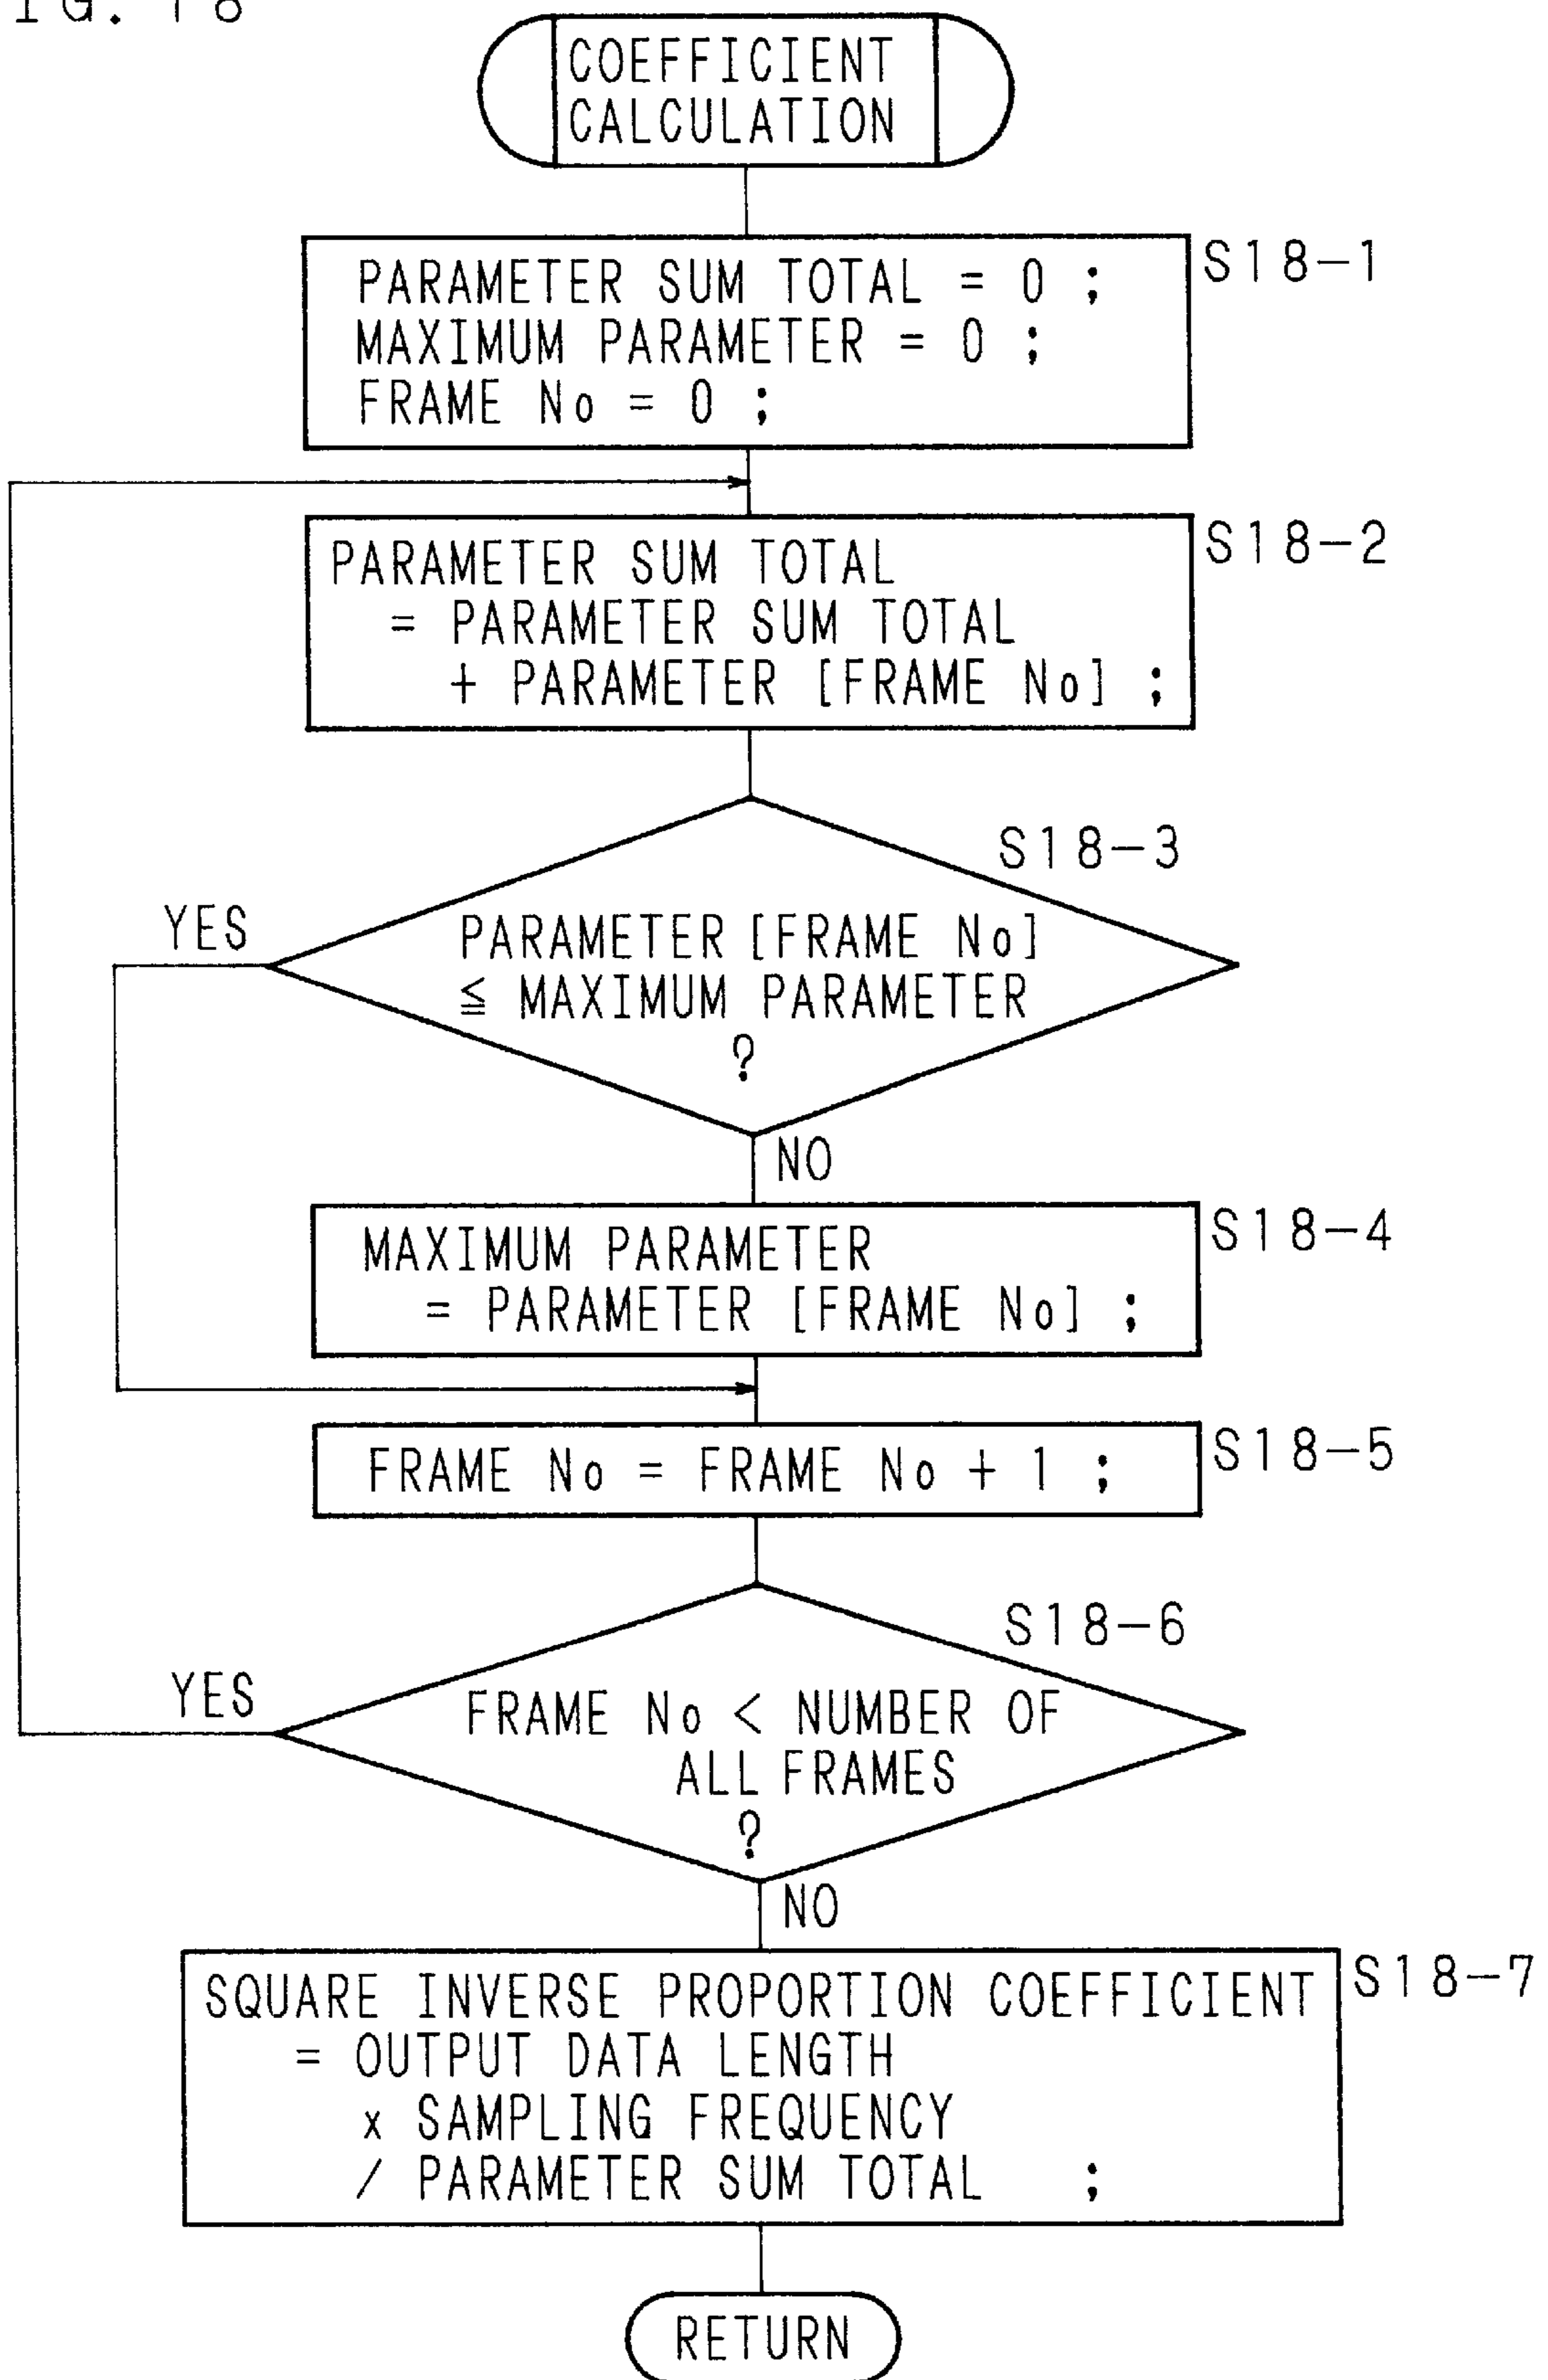 IG. 18
COEFFICIENT
CALCULATION
PARAMETER SUM TOTAL = 0 ;
MAXIMUM PARAMETER = 0 ;
FRAME No = 0 ;
S18-1
PARAMETER SUM TOTAL
= PARAMETER SUM TOTAL
+ PARAMETER [FRAME No] ;
S18-2
S18-3
YES
PARAMETER [FRAME No]
≦ MAXIMUM PARAMETER
?
NO
MAXIMUM PARAMETER
= PARAMETER [FRAME No] ;
S18-4
FRAME No = FRAME No + 1 ;
S18-5
S18-6
YES
FRAME No < NUMBER OF
ALL FRAMES
?
NO
SQUARE INVERSE PROPORTION COEFFICIENT
= OUTPUT DATA LENGTH
x SAMPLING FREQUENCY
/ PARAMETER SUM TOTAL ;
S18-7
RETURN